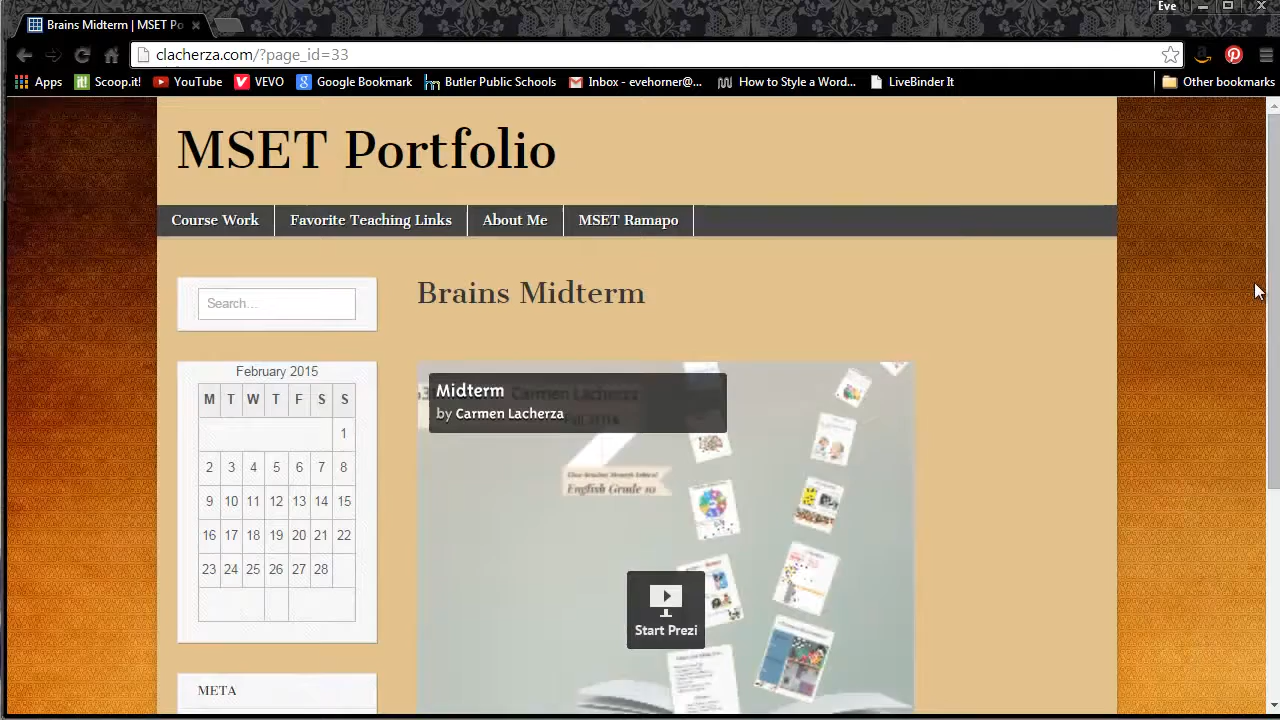 Eve
Brains Midterm | MSET Po
clacherza.com/?page_id=33
Apps Scoop.it! YouTube VEVO Google Bookmark Butler Public Schools Inbox - evehorner@... How to Style a Word... LiveBinder It Other bookmarks
MSET Portfolio
Course Work Favorite Teaching Links About Me MSET Ramapo
Brains Midterm
Search...
February 2015
M T W T F S S
1
2 3 4 5 6 7 8
9 10 11 12 13 14 15
16 17 18 19 20 21 22
23 24 25 26 27 28
META
Midterm
Carmen Lacherza
by Carmen Lacherza
English Grade 10
Start Prezi